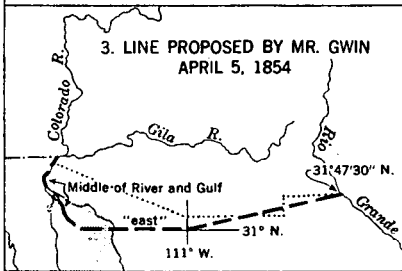 3. LINE PROPOSED BY MR. GWIN
APRIL 5, 1854
Colorado R.
Gila R.
Rio
31°47'30" N.
Middle of River and Gulf
Grande
"east"
31° N.
111° W.